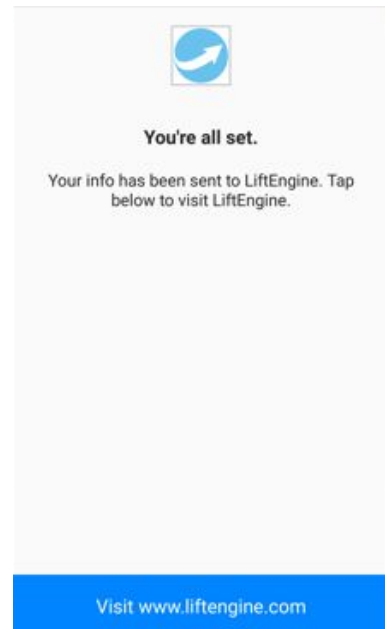 You're all set.
Your info has been sent to LiftEngine. Tap
below to visit LiftEngine.
Visit www.liftengine.com